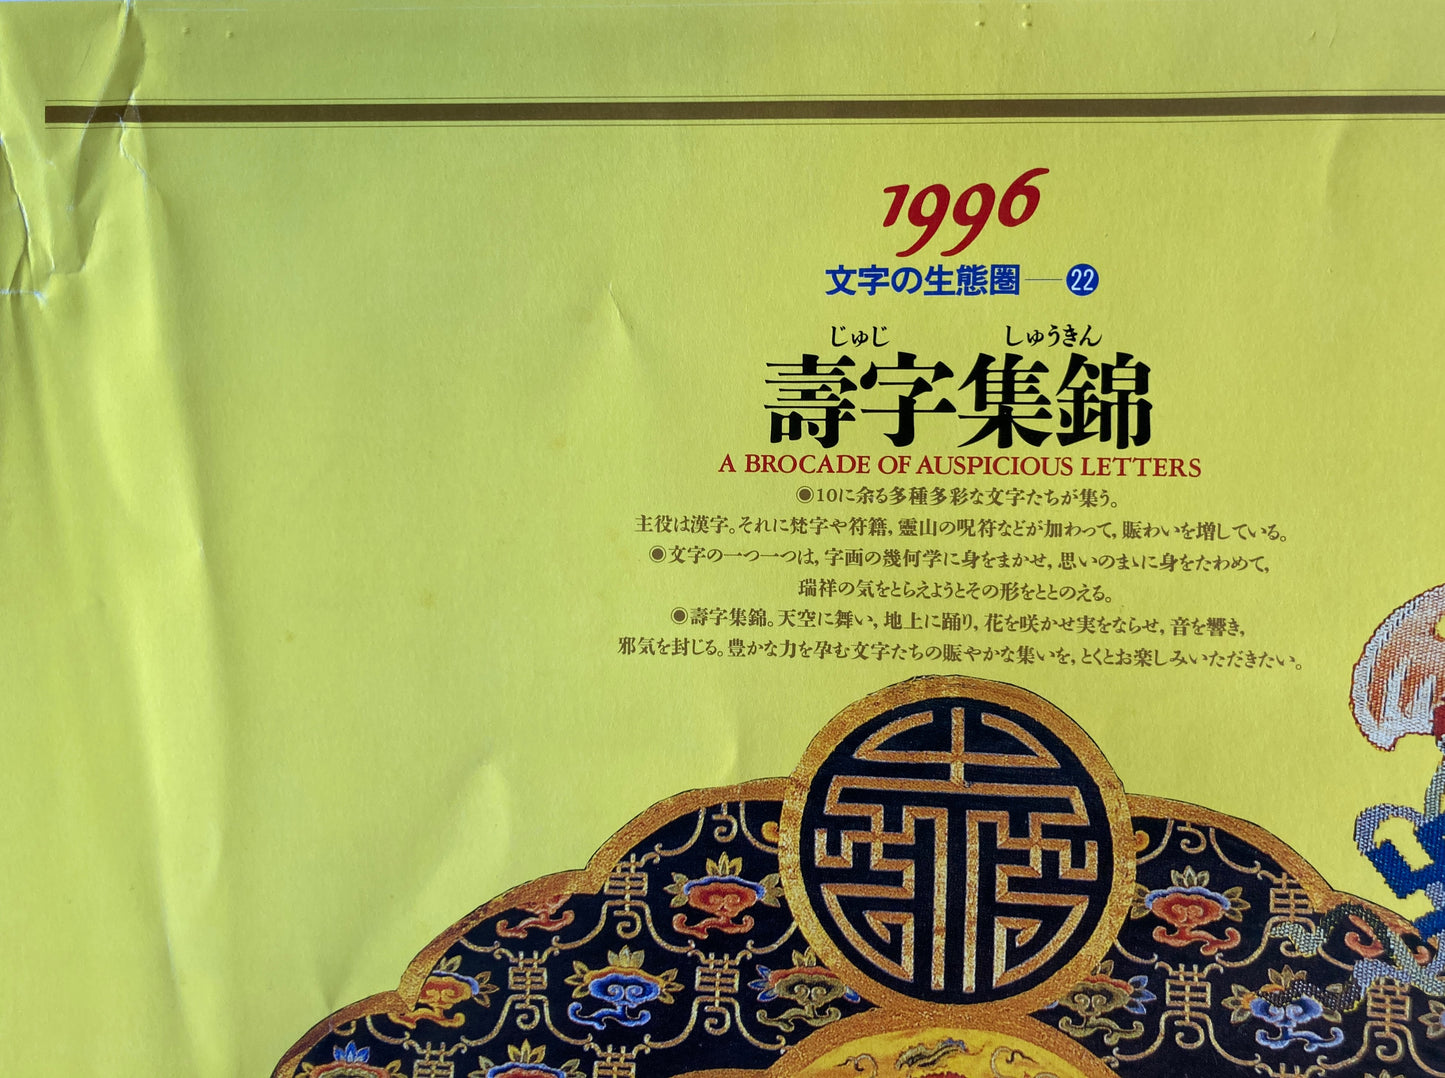 1996
文字の生態圏──22
じゅじ しゅうきん
壽字集錦
A BROCADE OF AUSPICIOUS LETTERS
◉10に余る多種多彩な文字たちが集う。
主役は漢字。それに梵字や符籍,靈山の呪符などが加わって,賑わいを増している。
◉文字の一つ一つは,字画の幾何学に身をまかせ,思いのまゝに身をたわめて,
瑞祥の気をとらえようとその形をととのえる。
◉壽字集錦。天空に舞い,地上に踊り,花を咲かせ実をならせ,音を響き,
邪気を封じる。豊かな力を孕む文字たちの賑やかな集いを,とくとお楽しみいただきたい。
萬 萬
萬 萬 萬 萬